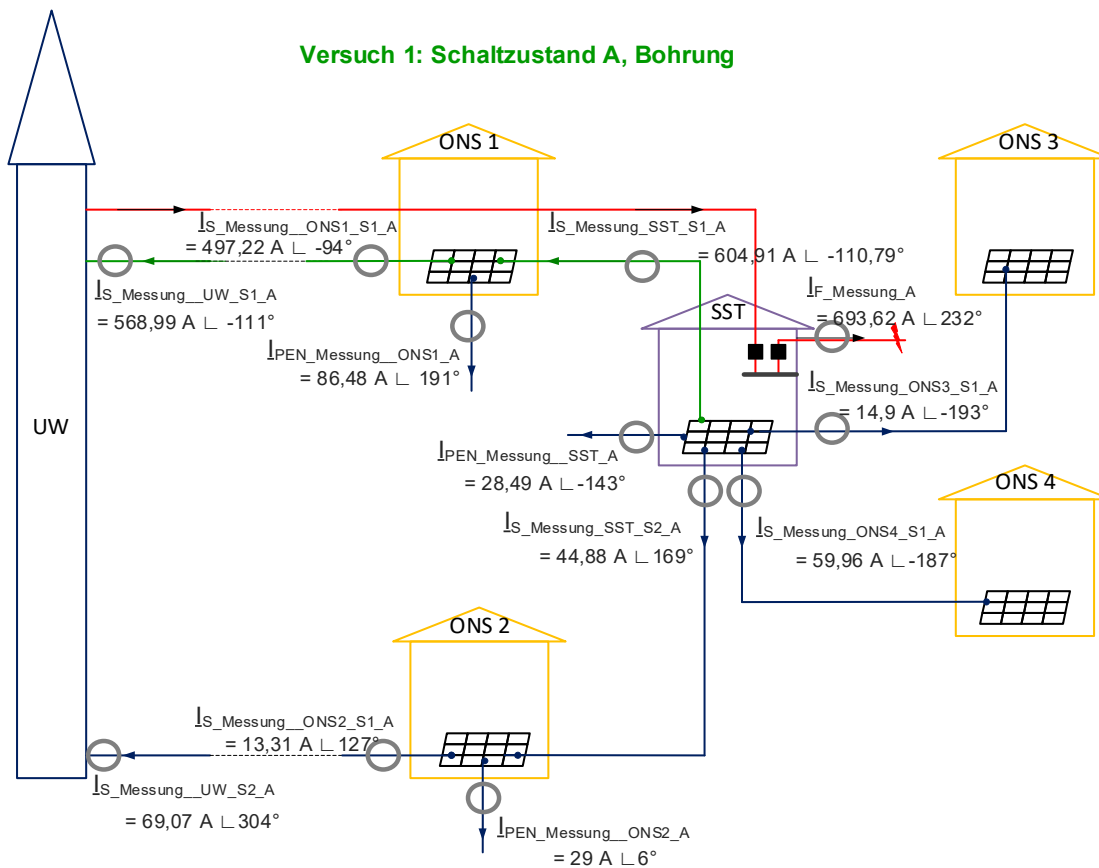 Versuch 1: Schaltzustand A, Bohrung
ONS 1
ONS 3
IS_Messung__ONS1_S1_A
= 497,22 A ∟ -94°
IS_Messung_SST_S1_A
= 604,91 A ∟ -110,79°
IS_Messung__UW_S1_A
= 568,99 A ∟ -111°
IF_Messung_A
= 693,62 A ∟232°
SST
IPEN_Messung__ONS1_A
= 86,48 A ∟ 191°
IS_Messung_ONS3_S1_A
= 14,9 A ∟-193°
UW
IPEN_Messung__SST_A
= 28,49 A ∟-143°
ONS 4
IS_Messung_SST_S2_A
= 44,88 A ∟169°
IS_Messung_ONS4_S1_A
= 59,96 A ∟-187°
ONS 2
IS_Messung__ONS2_S1_A
= 13,31 A ∟127°
IS_Messung__UW_S2_A
= 69,07 A ∟304°
IPEN_Messung__ONS2_A
= 29 A ∟6°